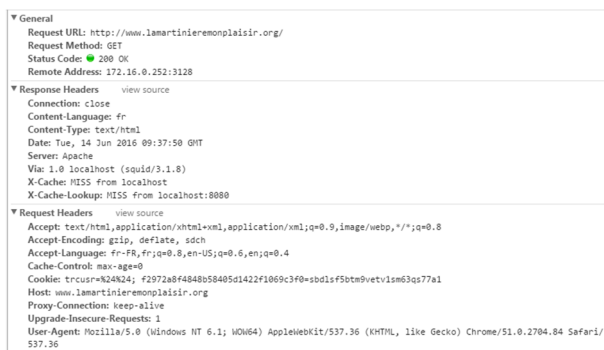 ▼ General
Request URL: http://www.lamartinieremonplaisir.org/
Request Method: GET
Status Code: 200 OK
Remote Address: 172.16.0.252:3128
▼ Response Headers view source
Connection: close
Content-Language: fr
Content-Type: text/html
Date: Tue, 14 Jun 2016 09:37:50 GMT
Server: Apache
Via: 1.0 localhost (squid/3.1.8)
X-Cache: MISS from localhost
X-Cache-Lookup: MISS from localhost:8080
▼ Request Headers view source
Accept: text/html,application/xhtml+xml,application/xml;q=0.9,image/webp,*/*;q=0.8
Accept-Encoding: gzip, deflate, sdch
Accept-Language: fr-FR,fr;q=0.8,en-US;q=0.6,en;q=0.4
Cache-Control: max-age=0
Cookie: trcusr=%24%24; f2972a8f4848b58405d1422f1069c3f0=sbdlsf5btm9vetv1sm63qs77a1
Host: www.lamartinieremonplaisir.org
Proxy-Connection: keep-alive
Upgrade-Insecure-Requests: 1
User-Agent: Mozilla/5.0 (Windows NT 6.1; WOW64) AppleWebKit/537.36 (KHTML, like Gecko) Chrome/51.0.2704.84 Safari/
537.36